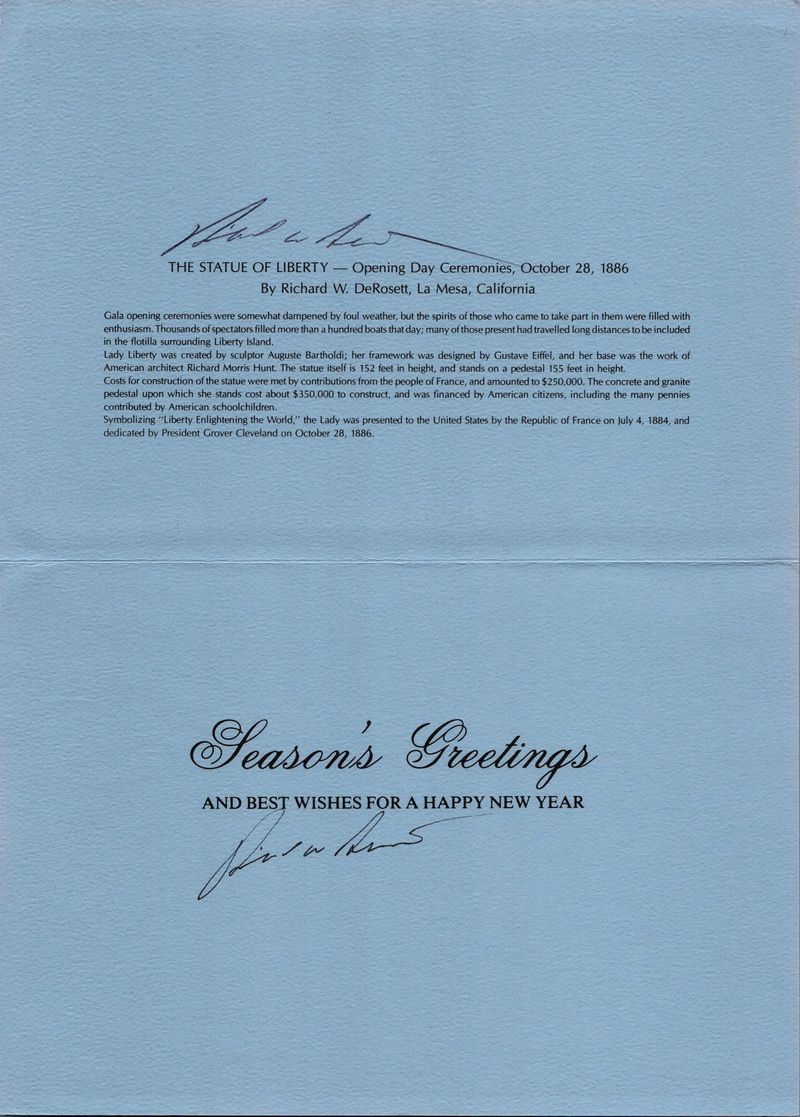 THE STATUE OF LIBERTY — Opening Day Ceremonies, October 28, 1886
By Richard W. DeRosett, La Mesa, California
Gala opening ceremonies were somewhat dampened by foul weather, but the spirits of those who came to take part in them were filled with
enthusiasm. Thousands of spectators filled more than a hundred boats that day; many of those present had travelled long distances to be included
in the flotilla surrounding Liberty Island.
Lady Liberty was created by sculptor Auguste Bartholdi; her framework was designed by Gustave Eiffel, and her base was the work of
American architect Richard Morris Hunt. The statue itself is 152 feet in height, and stands on a pedestal 155 feet in height.
Costs for construction of the statue were met by contributions from the people of France, and amounted to $250,000. The concrete and granite
pedestal upon which she stands cost about $350,000 to construct, and was financed by American citizens, including the many pennies
contributed by American schoolchildren.
Symbolizing "Liberty Enlightening the World," the Lady was presented to the United States by the Republic of France on July 4, 1884, and
dedicated by President Grover Cleveland on October 28, 1886.
Season's Greetings
AND BEST WISHES FOR A HAPPY NEW YEAR